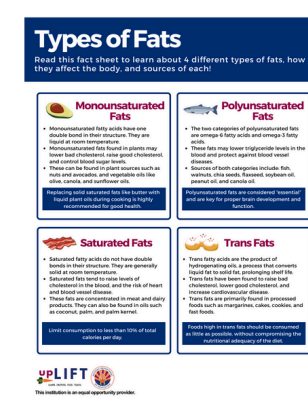 Types of Fats
Read this fact sheet to learn about 4 different types of fats, how
they affect the body, and sources of each!
Monounsaturated
Fats
• Monounsaturated fatty acids have one
double bond in their structure. They are
liquid at room temperature.
• Monounsaturated fats found in plants may
lower bad cholesterol, raise good cholesterol,
and control blood sugar levels.
• These can be found in plant sources such as
nuts and avocados, and vegetable oils like
olive, canola, and sunflower oils.
Replacing solid saturated fats like butter with
liquid plant oils during cooking is highly
recommended for good health.
Polyunsaturated
Fats
• The two categories of polyunsaturated fats
are omega-6 fatty acids and omega-3 fatty
acids.
• These fats may lower triglyceride levels in the
blood and protect against blood vessel
diseases.
• Sources of both categories include: fish,
walnuts, chia seeds, flaxseed, soybean oil,
peanut oil, and canola oil.
Polyunsaturated fats are considered "essential"
and are key for proper brain development and
function.
Saturated Fats
• Saturated fatty acids do not have double
bonds in their structure. They are generally
solid at room temperature.
• Saturated fats tend to raise levels of
cholesterol in the blood, and the risk of heart
and blood vessel disease.
• These fats are concentrated in meat and dairy
products. They can also be found in oils such
as coconut, palm, and palm kernel.
Limit consumption to less than 10% of total
calories per day.
Trans Fats
• Trans fatty acids are the product of
hydrogenating oils, a process that converts
liquid fat to solid fat, prolonging shelf life.
• Trans fats have been found to raise bad
cholesterol, lower good cholesterol, and
increase cardiovascular disease.
• Trans fats are primarily found in processed
foods such as margarines, cakes, cookies, and
fast foods.
Foods high in trans fats should be consumed
as little as possible, without compromising the
nutritional adequacy of the diet.
UPLIFT
This institution is an equal opportunity provider.